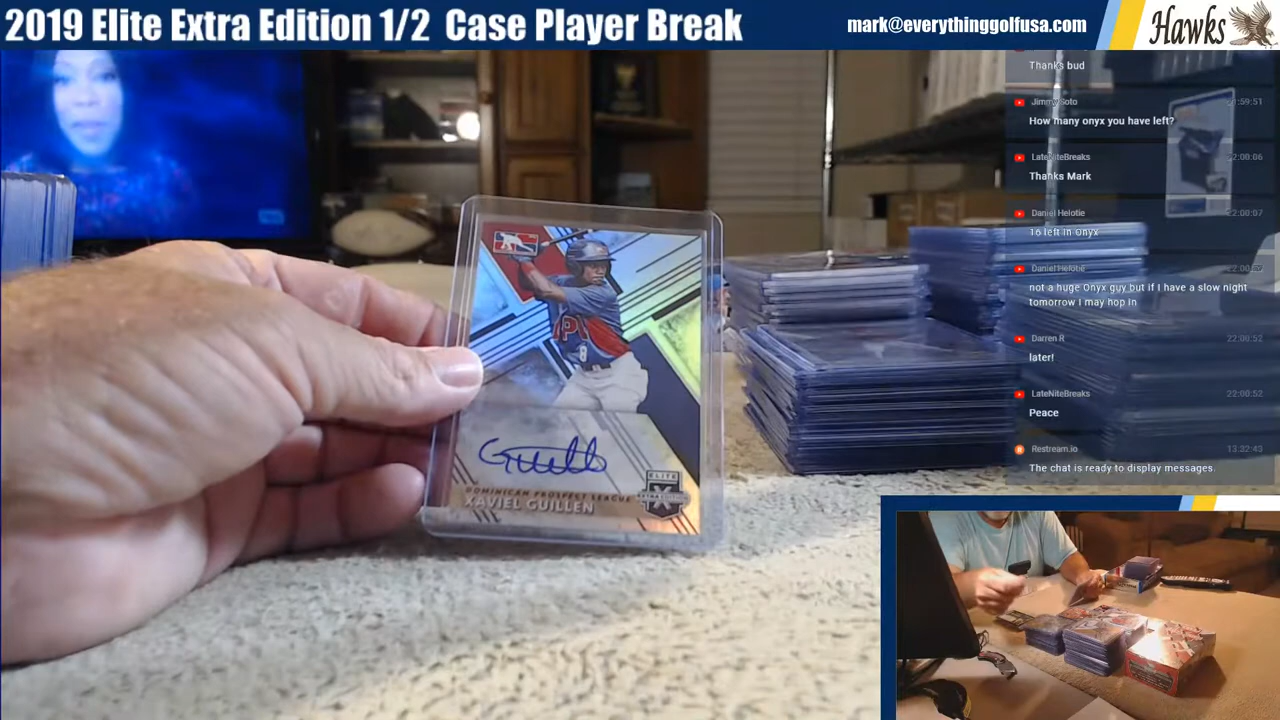 2019 Elite Extra Edition 1/2 Case Player Break
mark@everythinggolfusa.com
Hawks
Thanks bud
Jimmy Soto
How many onyx you have left?
LateNiteBreaks 22:00:06
Thanks Mark
Daniel Helotie 22:00:07
16 left in Onyx
Daniel Helotie
not a huge Onyx guy but if I have a slow night
tomorrow I may hop in
Darren R 22:00:52
later!
LateNiteBreaks 22:00:52
Peace
Restream.io 13:22:43
The chat is ready to display messages.
8
ELITE
X
EXTRA EDITION
DOMINICAN PROSPECT LEAGUE
XAVIEL GUILLEN